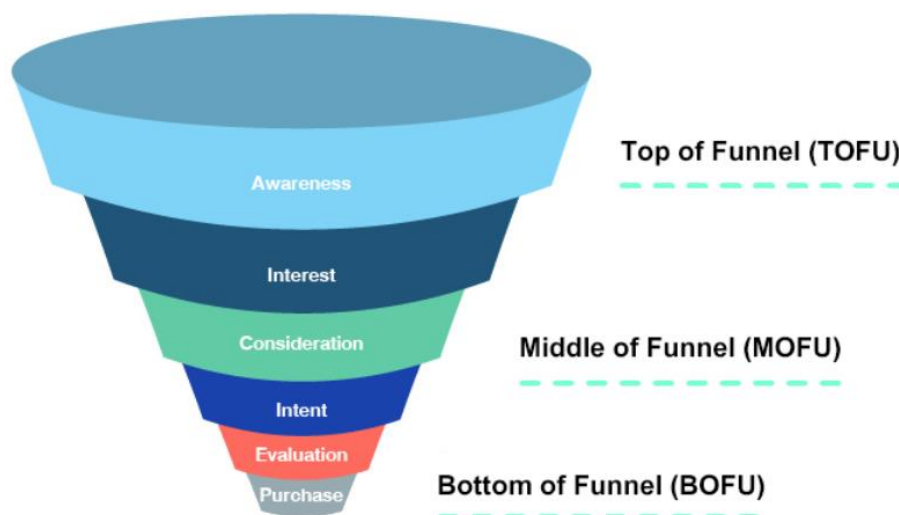 Top of Funnel (TOFU)
Awareness
Interest
Consideration
Middle of Funnel (MOFU)
Intent
Evaluation
Purchase
Bottom of Funnel (BOFU)